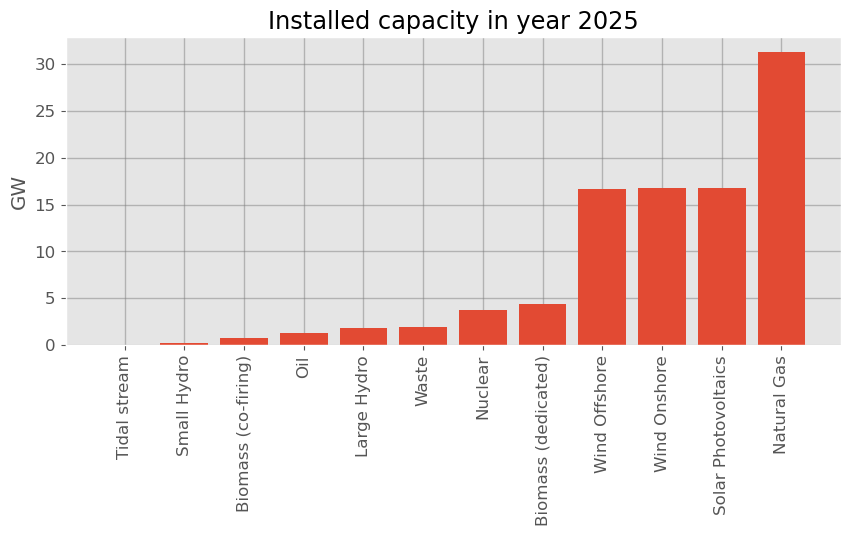 Installed capacity in year 2025
GW
30
25
20
15
10
5
0
Tidal stream
Small Hydro
Biomass (co-firing)
Oil
Large Hydro
Waste
Nuclear
Biomass (dedicated)
Wind Offshore
Wind Onshore
Solar Photovoltaics
Natural Gas